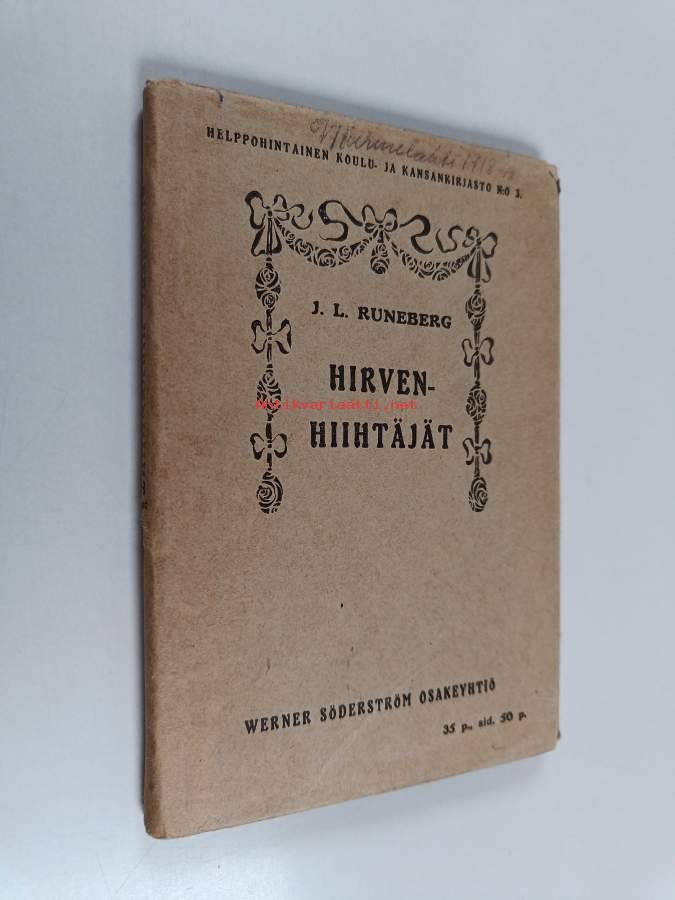 HELPPOHINTAINEN KOULU- JA KANSANKIRJASTO N:O 3.
J. L. RUNEBERG
HIRVEN-
Antikvariaatti.net
HIIHTÄJÄT
WERNER SÖDERSTRÖM OSAKEYHTIÖ
35 p., sid. 50 p.